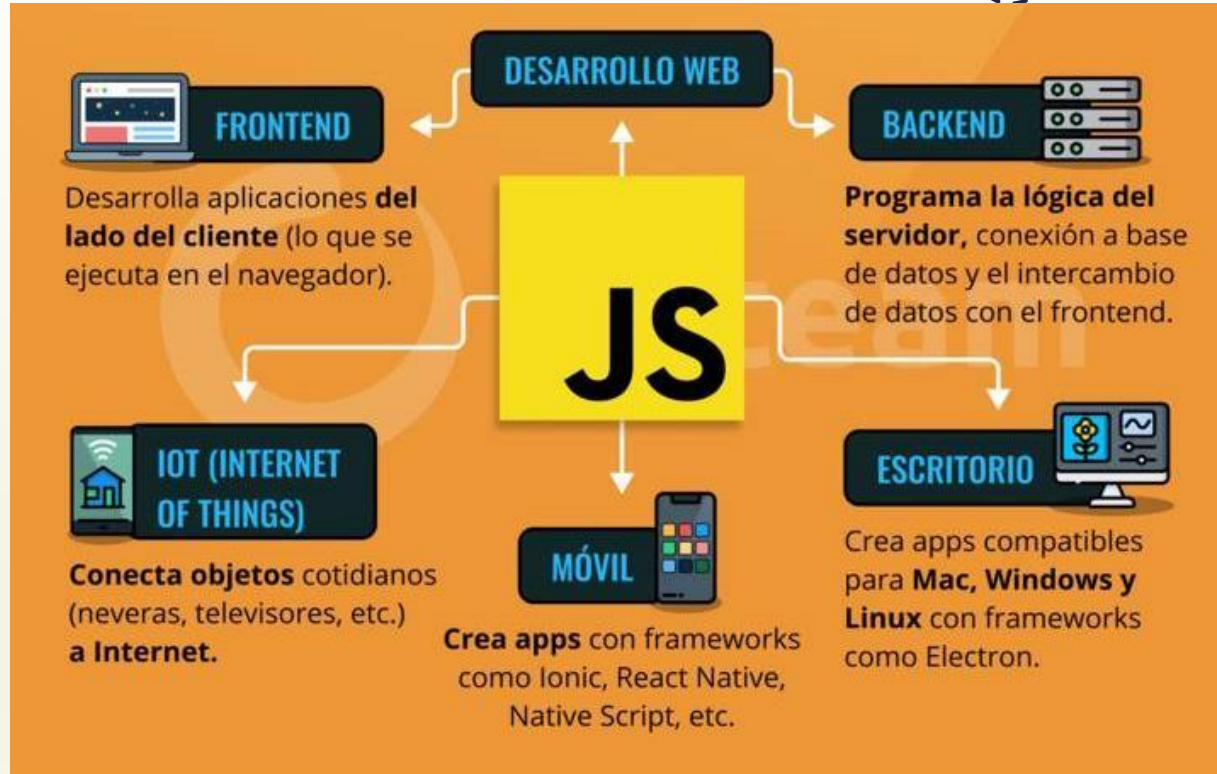 DESARROLLO WEB
FRONTEND
Desarrolla aplicaciones del
lado del cliente (lo que se
ejecuta en el navegador).
BACKEND
Programa la lógica del
servidor, conexión a base
de datos y el intercambio
de datos con el frontend.
JS
IOT (INTERNET
OF THINGS)
Conecta objetos cotidianos
(neveras, televisores, etc.)
a Internet.
MÓVIL
Crea apps con frameworks
como Ionic, React Native,
Native Script, etc.
ESCRITORIO
Crea apps compatibles
para Mac, Windows y
Linux con frameworks
como Electron.